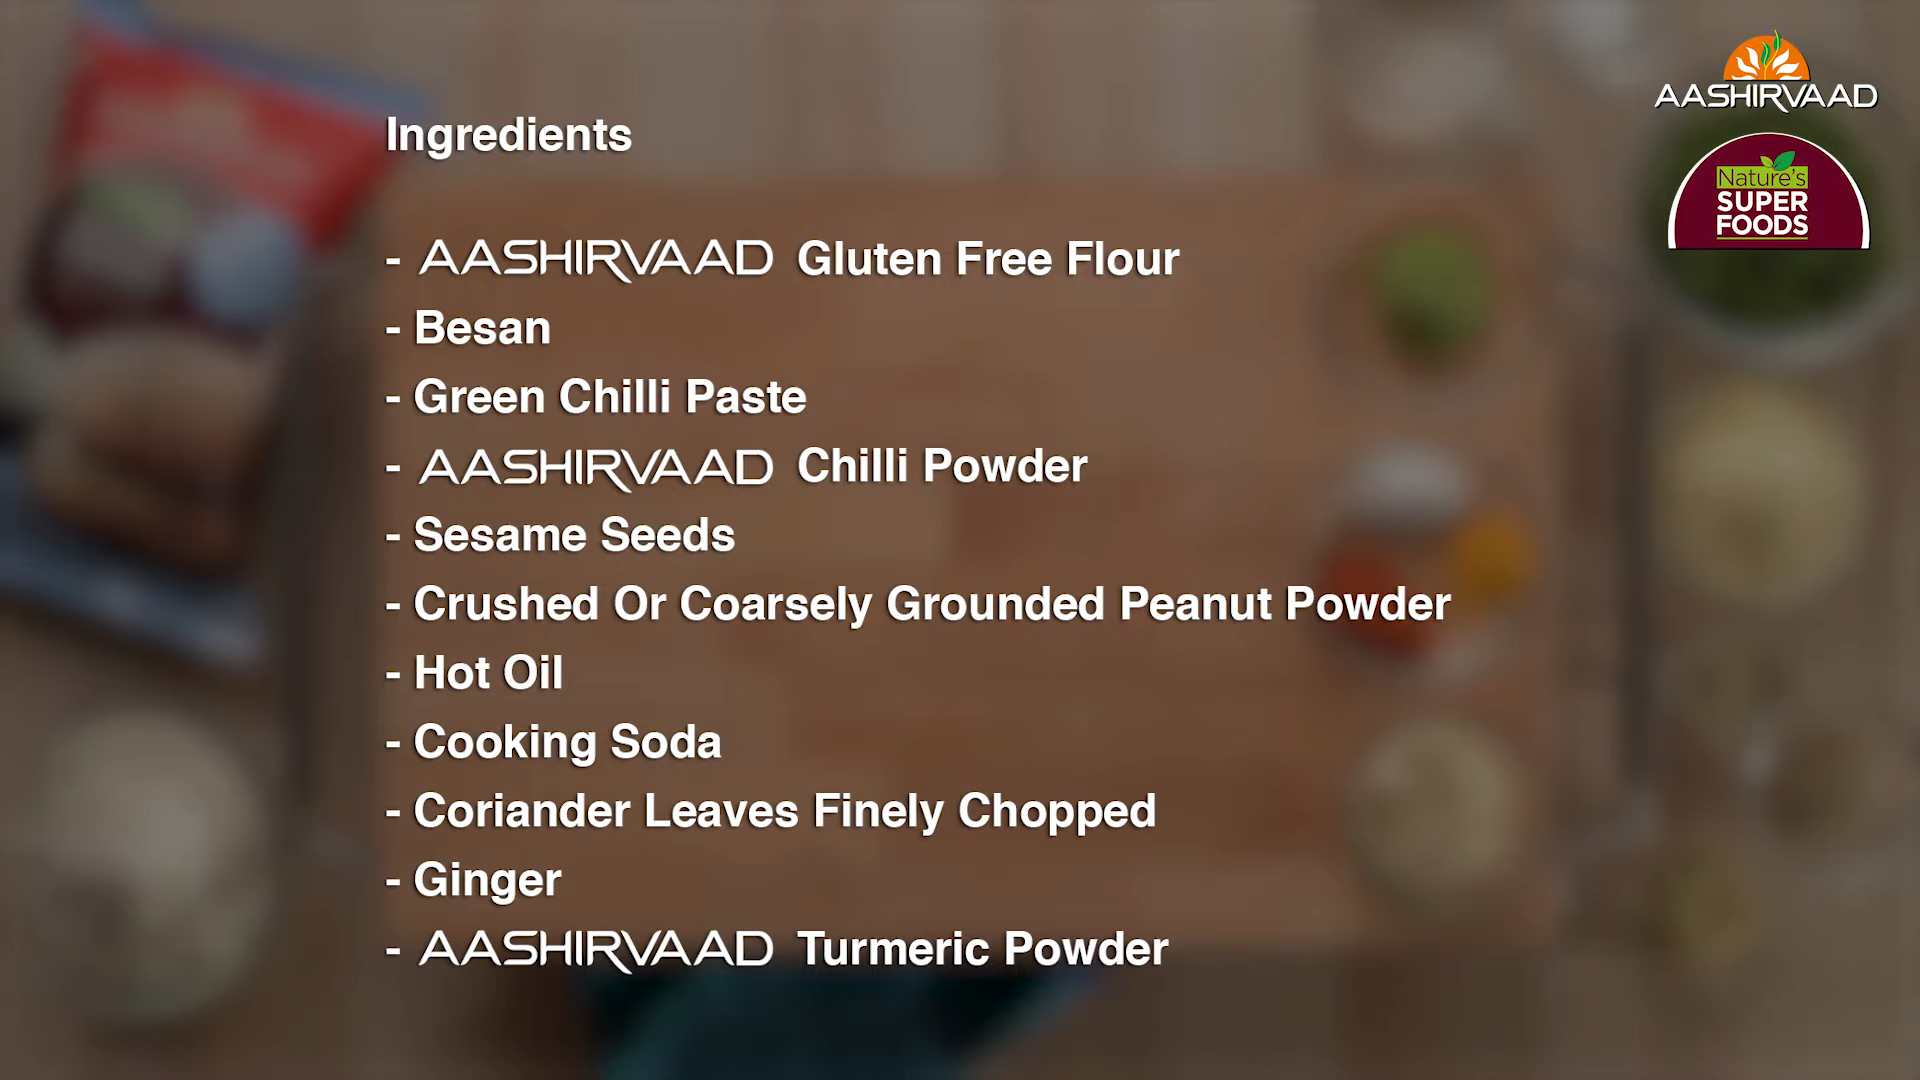 AASHIRVAAD
Nature's
SUPER
FOODS
Ingredients
- AASHIRVAAD Gluten Free Flour
- Besan
- Green Chilli Paste
- AASHIRVAAD Chilli Powder
- Sesame Seeds
- Crushed Or Coarsely Grounded Peanut Powder
- Hot Oil
- Cooking Soda
- Coriander Leaves Finely Chopped
- Ginger
- AASHIRVAAD Turmeric Powder